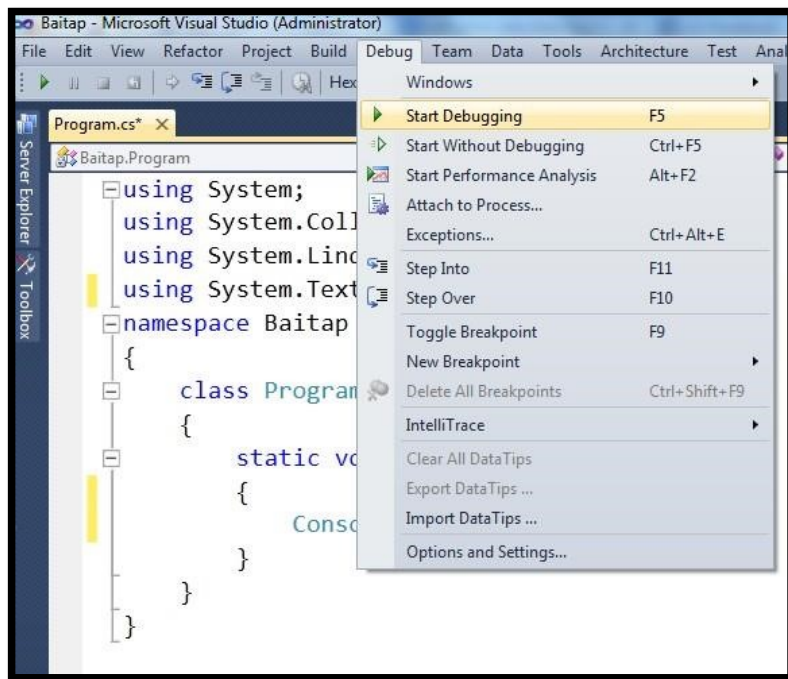 Baitap - Microsoft Visual Studio (Administrator)
File Edit View Refactor Project Build Debug Team Data Tools Architecture Test Anal
Hex
Program.cs*
Baitap.Program
Server Explorer
Toolbox
using System;
using System.Coll
using System.Linq
using System.Text
namespace Baitap
{
class Program
{
static vo
{
Conso
}
}
}
Windows
Start Debugging F5
Start Without Debugging Ctrl+F5
Start Performance Analysis Alt+F2
Attach to Process...
Exceptions... Ctrl+Alt+E
Step Into F11
Step Over F10
Toggle Breakpoint F9
New Breakpoint
Delete All Breakpoints Ctrl+Shift+F9
IntelliTrace
Clear All DataTips
Export DataTips ...
Import DataTips ...
Options and Settings...